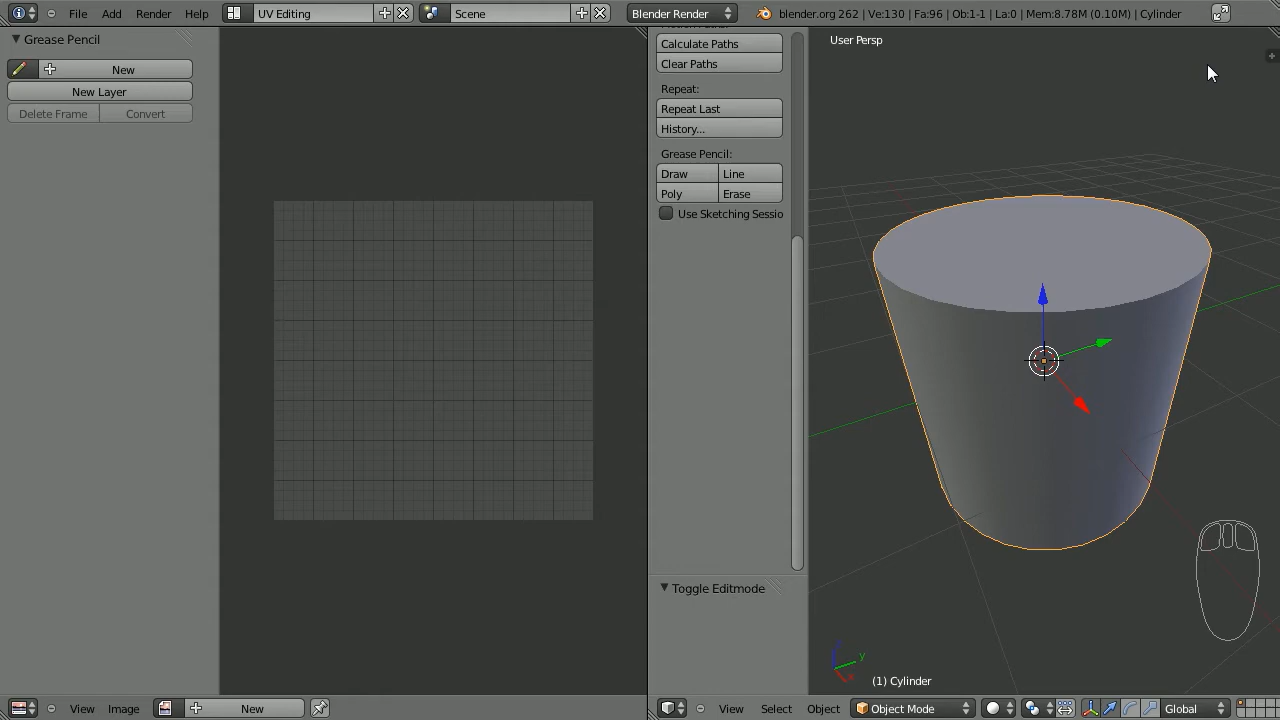 File Add Render Help UV Editing Scene Blender Render blender.org 262 | Ve:130 | Fa:96 | Ob:1-1 | La:0 | Mem:8.78M (0.10M) | Cylinder
Grease Pencil
New
New Layer
Delete Frame Convert
Calculate Paths
Clear Paths
Repeat:
Repeat Last
History...
Grease Pencil:
Draw Line
Poly Erase
Use Sketching Sessio
Toggle Editmode
User Persp
y
(1) Cylinder
View Image New
View Select Object Object Mode Global